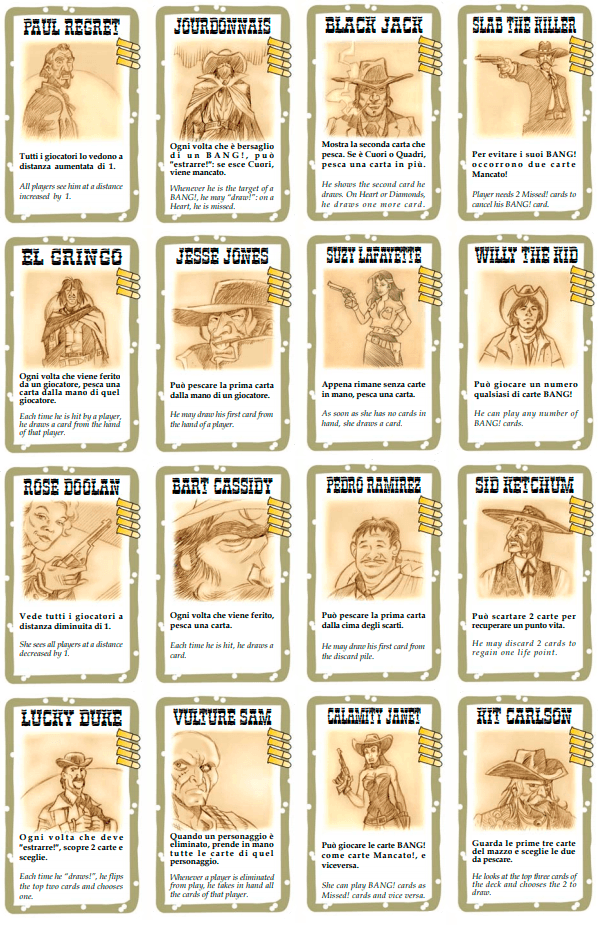 PAUL REGRET
Tutti i giocatori lo vedono a
distanza aumentata di 1.
All players see him at a distance
increased by 1.
JOURDONNAIS
Ogni volta che è bersaglio
di un BANG!, può
"estrarre!": se esce Cuori,
viene mancato.
Whenever he is the target of a
BANG!, he may "draw!": on a
Heart, he is missed.
BLACK JACK
Mostra la seconda carta che
pesca. Se è Cuori o Quadri,
pesca una carta in più.
He shows the second card he
draws. On Heart or Diamonds,
he draws one more card.
SLAB THE KILLER
Per evitare i suoi BANG!
occorrono due carte
Mancato!
Player needs 2 Missed! cards to
cancel his BANG! card.
EL GRINGO
Ogni volta che viene ferito
da un giocatore, pesca una
carta dalla mano di quel
giocatore.
Each time he is hit by a player,
he draws a card from the hand
of that player.
JESSE JONES
Può pescare la prima carta
dalla mano di un giocatore.
He may draw his first card from
the hand of a player.
SUZY LAFAYETTE
Appena rimane senza carte
in mano, pesca una carta.
As soon as she has no cards in
hand, she draws a card.
WILLY THE KID
Può giocare un numero
qualsiasi di carte BANG!
He can play any number of
BANG! cards.
ROSE DOOLAN
Vede tutti i giocatori a
distanza diminuita di 1.
She sees all players at a distance
decreased by 1.
BART CASSIDY
Ogni volta che viene ferito,
pesca una carta.
Each time he is hit, he draws a
card.
PEDRO RAMIREZ
Può pescare la prima carta
dalla cima degli scarti.
He may draw his first card from
the discard pile.
SID KETCHUM
Può scartare 2 carte per
recuperare un punto vita.
He may discard 2 cards to
regain one life point.
LUCKY DUKE
Ogni volta che deve
"estrarre!", scopre 2 carte e
sceglie.
Each time he "draws!", he flips
the top two cards and chooses
one.
VULTURE SAM
Quando un personaggio è
eliminato, prende in mano
tutte le carte di quel
personaggio.
Whenever a player is eliminated
from play, he takes in hand all
the cards of that player.
CALAMITY JANET
Può giocare le carte BANG!
come carte Mancato!, e
viceversa.
She can play BANG! cards as
Missed! cards and vice versa.
KIT CARLSON
Guarda le prime tre carte
del mazzo e sceglie le due
da pescare.
He looks at the top three cards of
the deck and chooses the 2 to
draw.